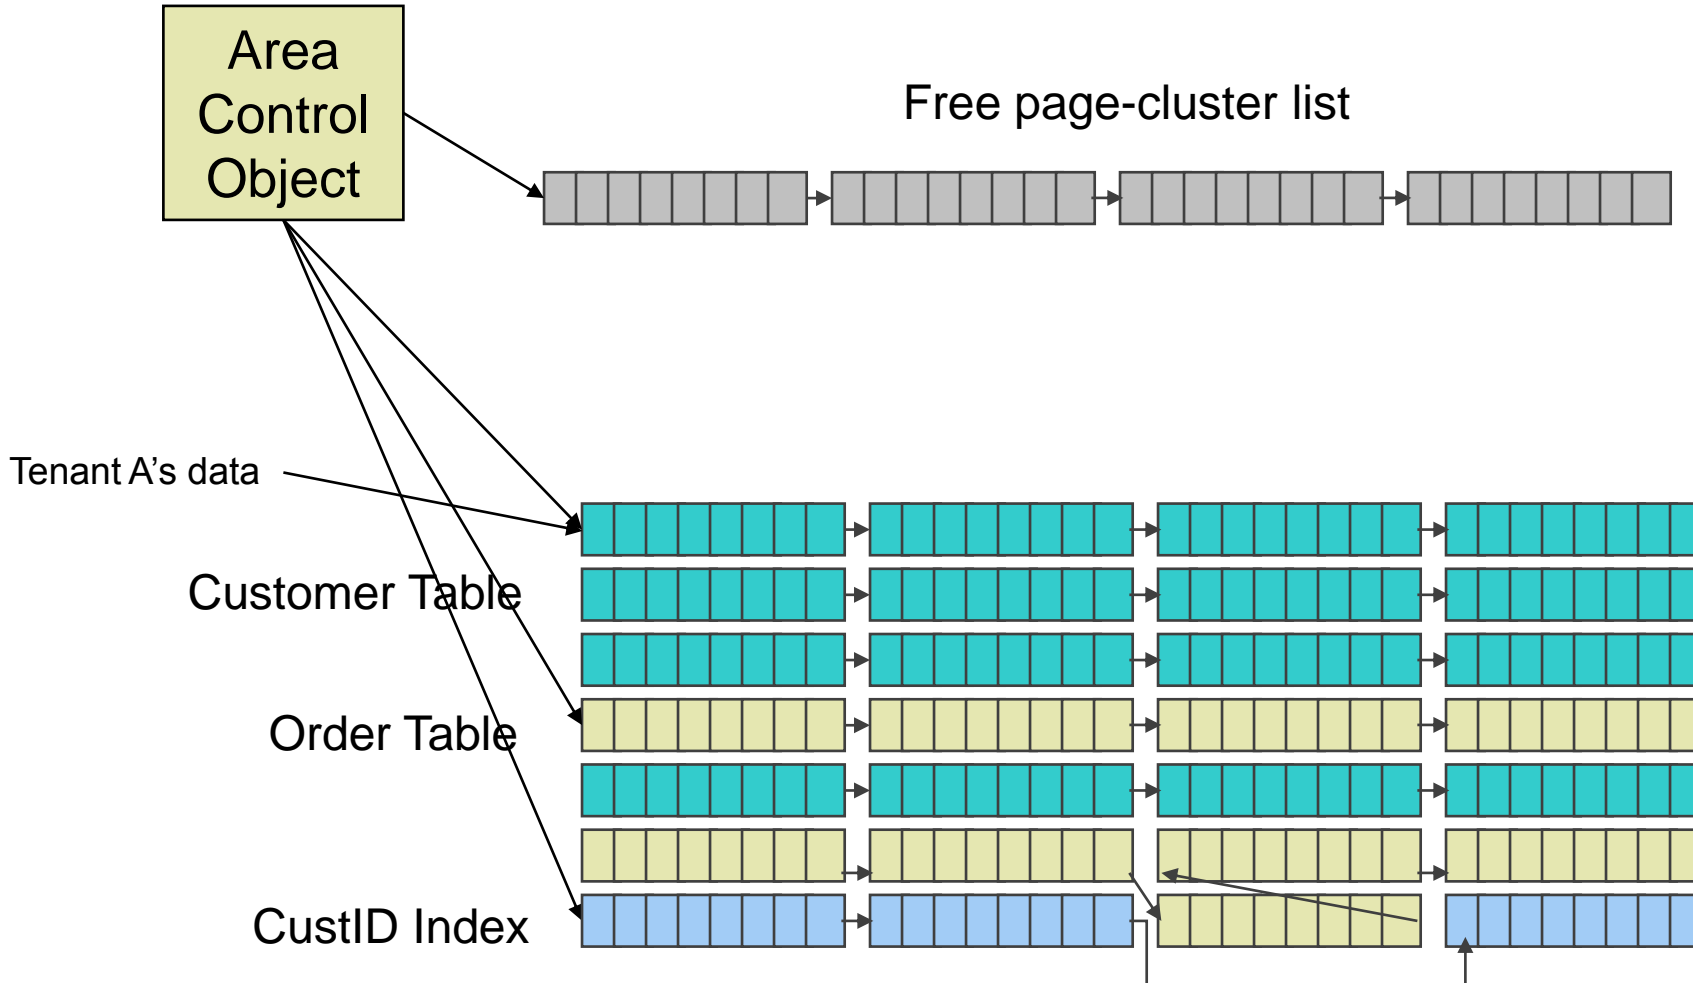 Area
Control
Object
Free page-cluster list
Tenant A’s data
Customer Table
Order Table
CustID Index